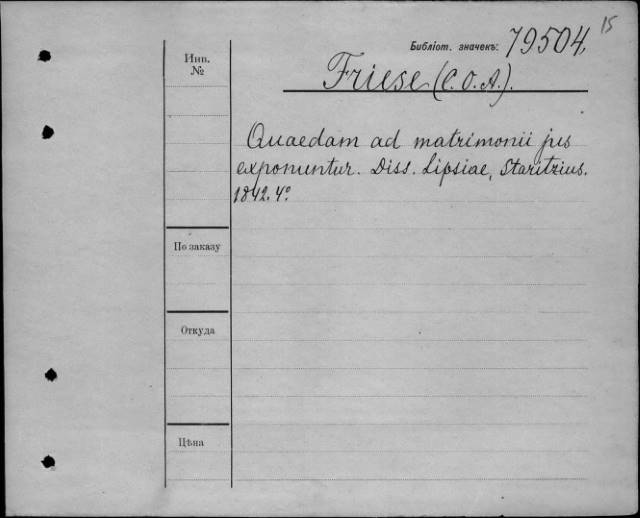 15
Библіот. значекъ: 79504.
Инв.
№
Friese (C. O. A.).
Quaedam ad matrimonii jus
exponuntur. Diss. Lipsiae, Staritzius.
1842. 4º
По заказу
Откуда
Цѣна